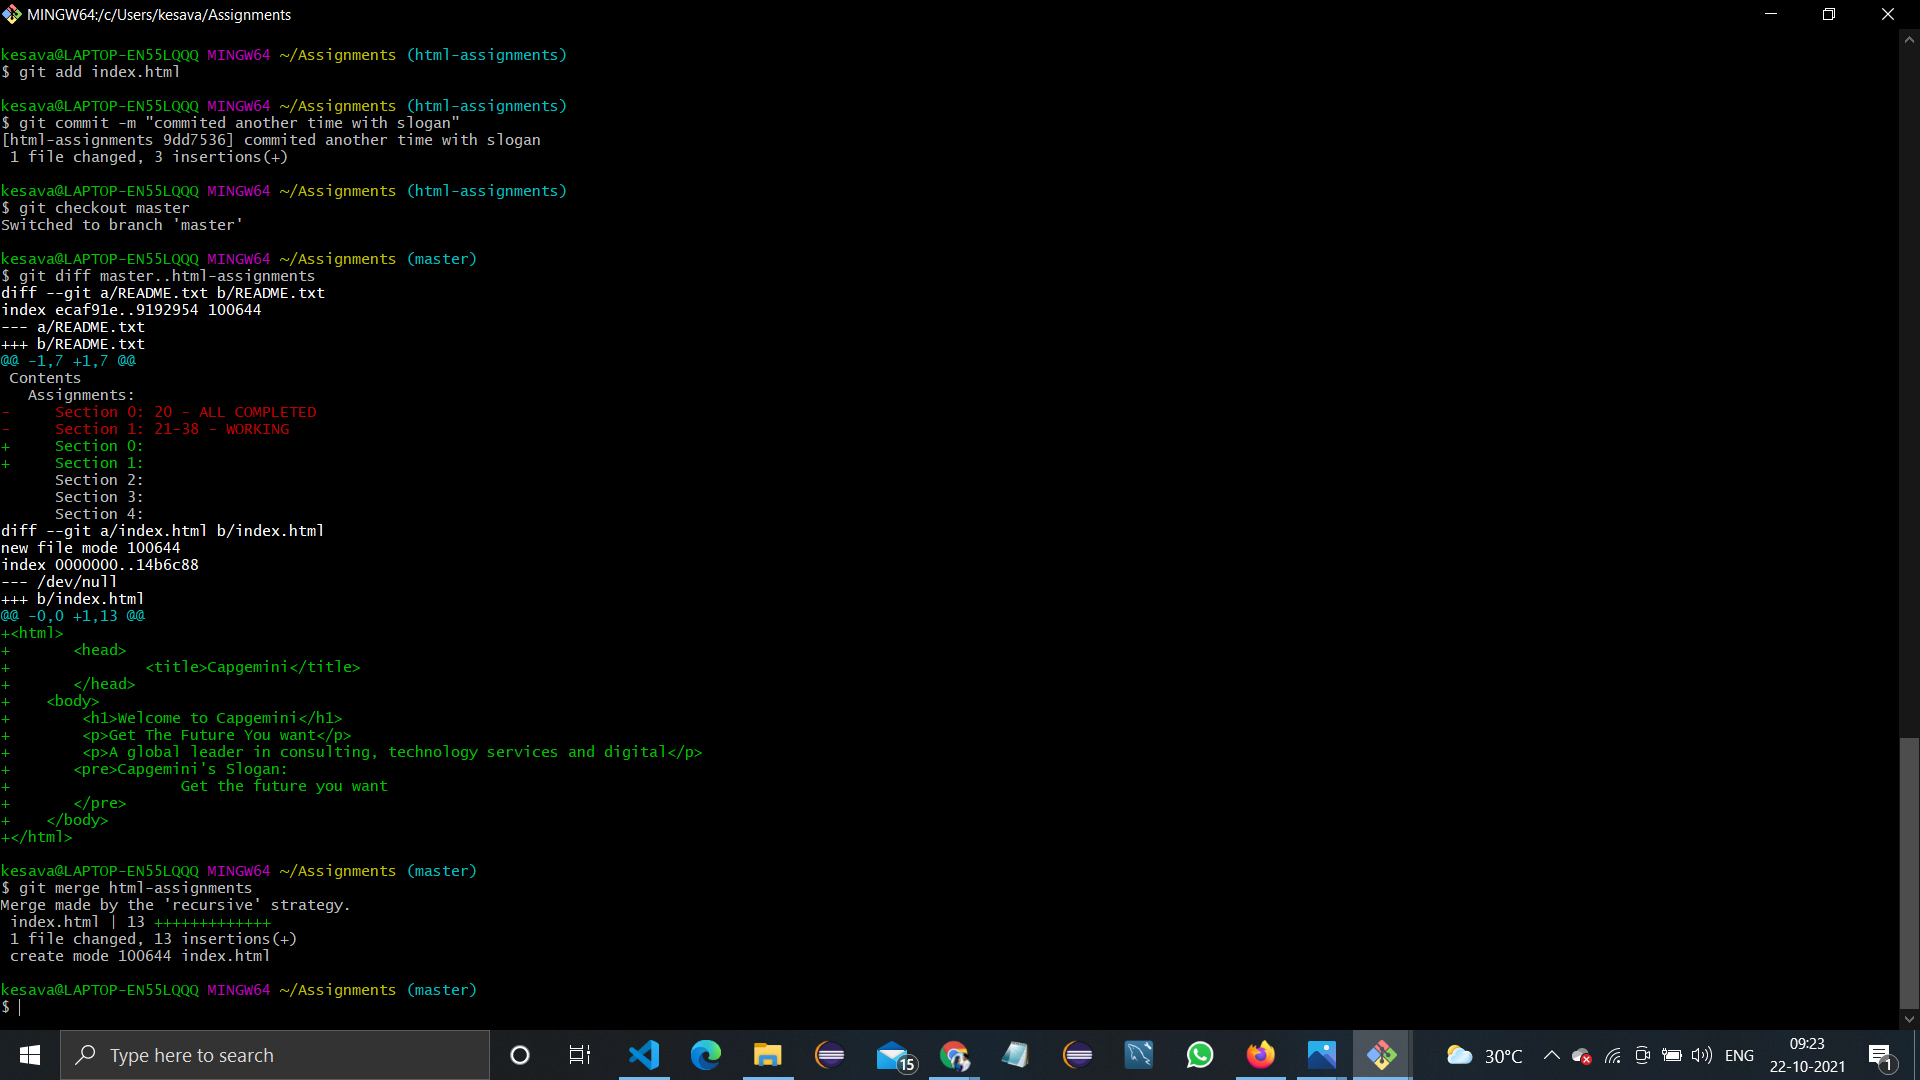 MINGW64:/c/Users/kesava/Assignments
kesava@LAPTOP-EN55LQQQ MINGW64 ~/Assignments (html-assignments)
$ git add index.html
kesava@LAPTOP-EN55LQQQ MINGW64 ~/Assignments (html-assignments)
$ git commit -m "commited another time with slogan"
[html-assignments 9dd7536] commited another time with slogan
 1 file changed, 3 insertions(+)
kesava@LAPTOP-EN55LQQQ MINGW64 ~/Assignments (html-assignments)
$ git checkout master
Switched to branch 'master'
kesava@LAPTOP-EN55LQQQ MINGW64 ~/Assignments (master)
$ git diff master..html-assignments
diff --git a/README.txt b/README.txt
index ecaf91e..9192954 100644
--- a/README.txt
+++ b/README.txt
@@ -1,7 +1,7 @@
 Contents
   Assignments:
-     Section 0: 20 - ALL COMPLETED
-     Section 1: 21-38 - WORKING
+     Section 0:
+     Section 1:
      Section 2:
      Section 3:
      Section 4:
diff --git a/index.html b/index.html
new file mode 100644
index 0000000..14b6c88
--- /dev/null
+++ b/index.html
@@ -0,0 +1,13 @@
+<html>
+       <head>
+               <title>Capgemini</title>
+       </head>
+    <body>
+        <h1>Welcome to Capgemini</h1>
+        <p>Get The Future You want</p>
+        <p>A global leader in consulting, technology services and digital</p>
+       <pre>Capgemini's Slogan:
+                   Get the future you want
+       </pre>
+    </body>
+</html>
kesava@LAPTOP-EN55LQQQ MINGW64 ~/Assignments (master)
$ git merge html-assignments
Merge made by the 'recursive' strategy.
 index.html | 13 +++++++++++++
 1 file changed, 13 insertions(+)
 create mode 100644 index.html
kesava@LAPTOP-EN55LQQQ MINGW64 ~/Assignments (master)
$
Type here to search
15
30°C
ENG
09:23
22-10-2021
1